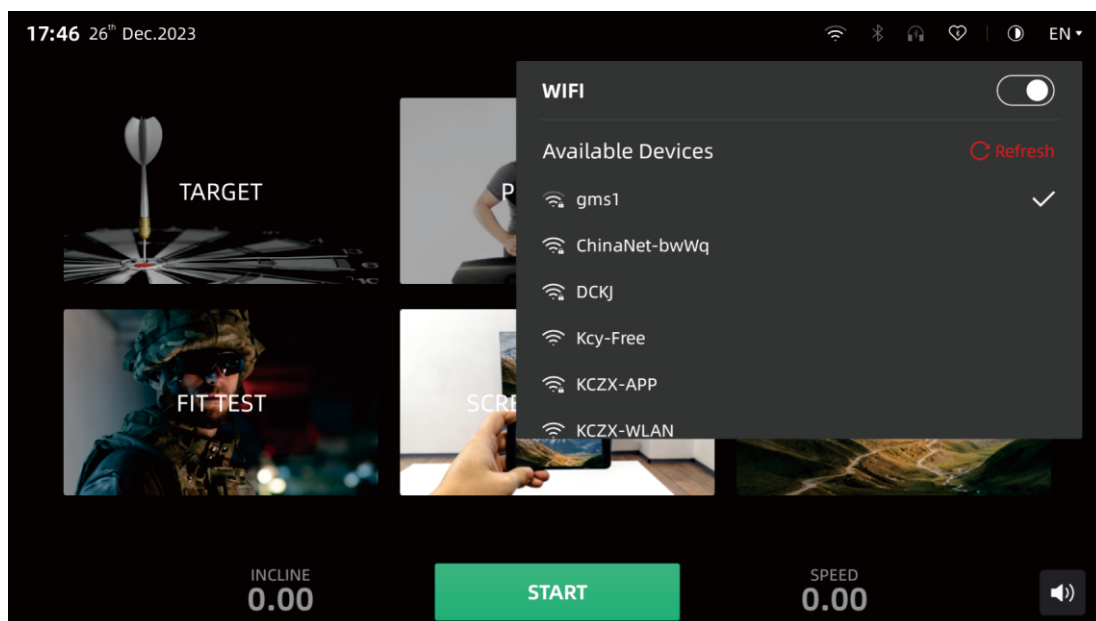 17:46 26th Dec.2023
EN
WIFI
Available Devices
Refresh
gms1
ChinaNet-bwWq
DCKJ
Kcy-Free
KCZX-APP
KCZX-WLAN
TARGET
P
FIT TEST
SCRE
INCLINE
0.00
START
SPEED
0.00